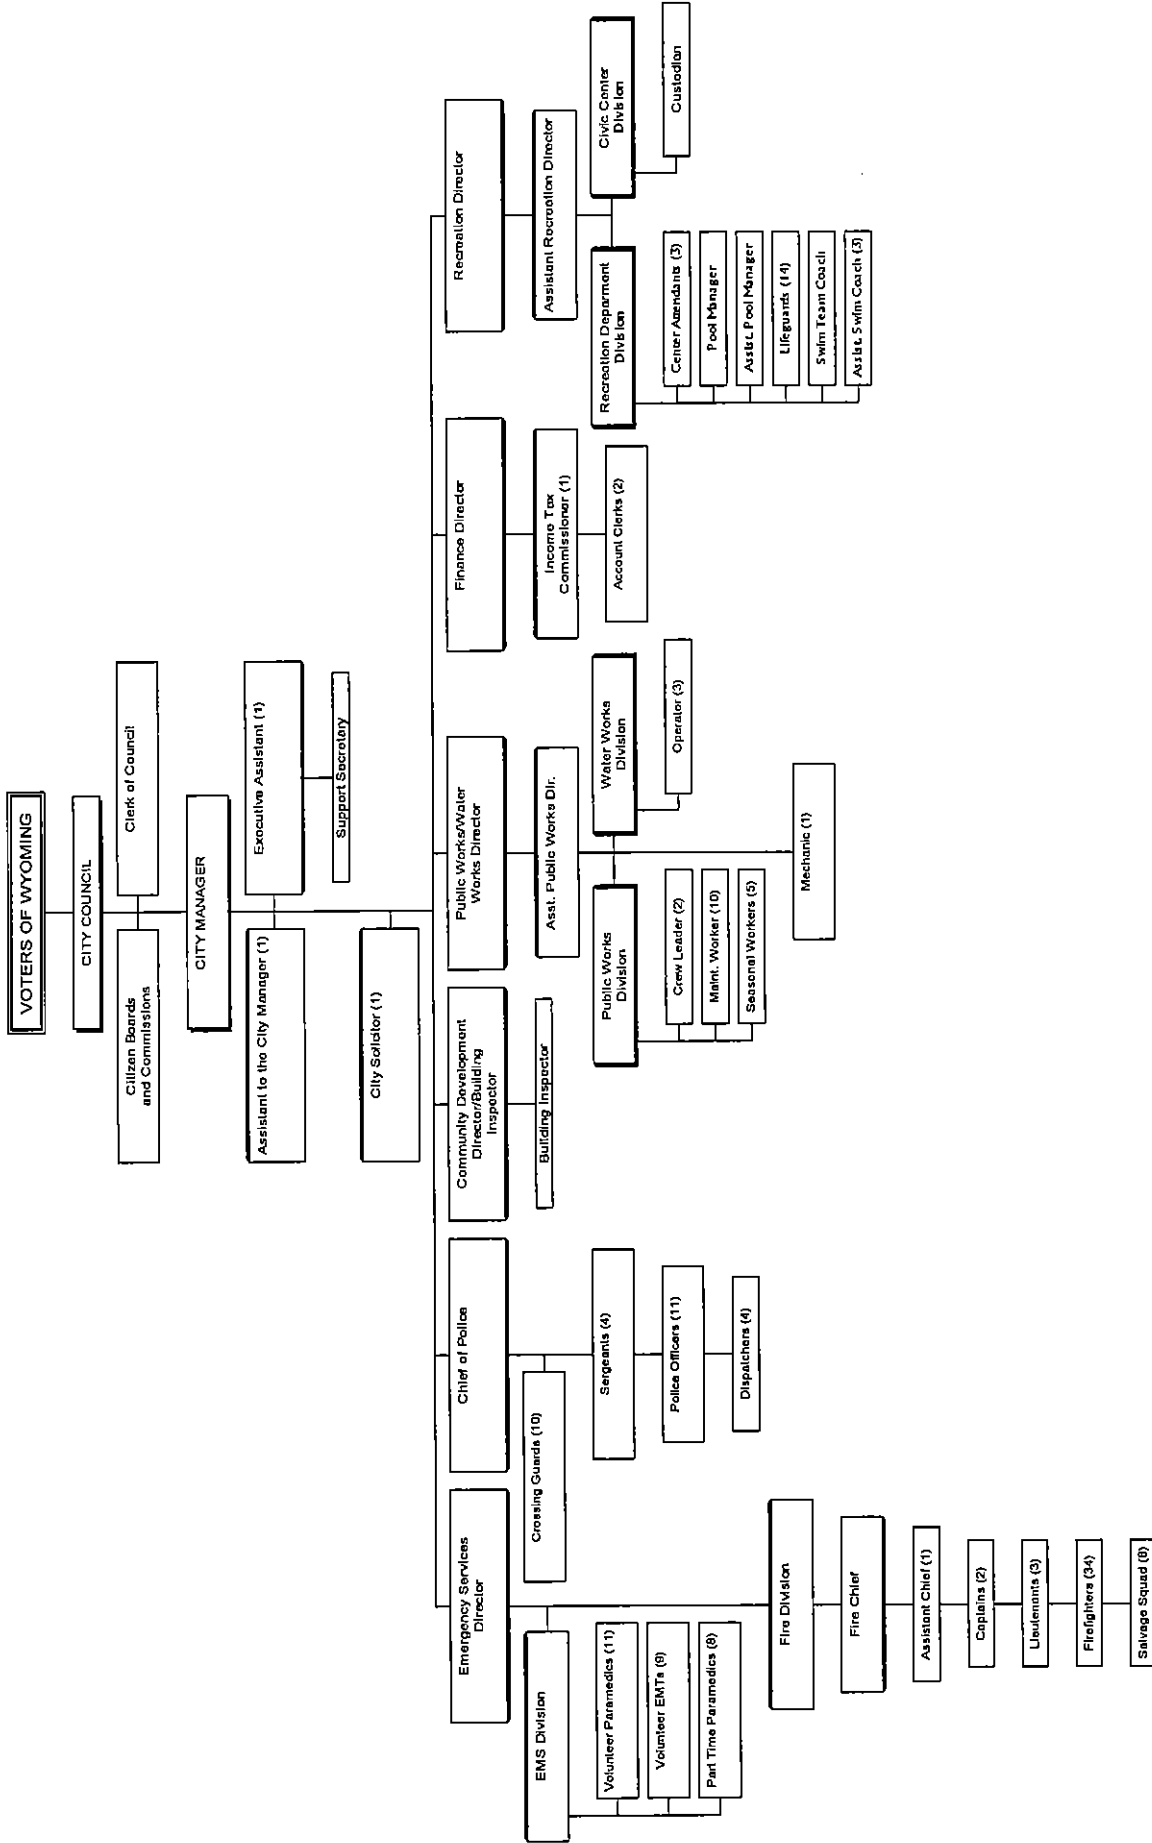 VOTERS OF WYOMING
CITY COUNCIL
Citizen Boards
and Commissions
Clerk of Council
CITY MANAGER
Assistant to the City Manager (1)
Executive Assistant (1)
Support Secretary
City Solicitor (1)
Emergency Services
Director
Chief of Police
Community Development
Director/Building
Inspector
Public Works/Water
Works Director
Finance Director
Recreation Director
EMS Division
Volunteer Paramedics (11)
Volunteer EMTs (9)
Part Time Paramedics (8)
Fire Division
Fire Chief
Assistant Chief (1)
Captains (2)
Lieutenants (3)
Firefighters (34)
Salvage Squad (6)
Crossing Guards (10)
Sergeants (4)
Police Officers (11)
Dispatchers (4)
Building Inspector
Asst. Public Works Dir.
Public Works
Division
Crew Leader (2)
Maint. Worker (10)
Seasonal Workers (5)
Water Works
Division
Operator (3)
Mechanic (1)
Income Tax
Commissioner (1)
Account Clerks (2)
Assistant Recreation Director
Recreation Department
Division
Center Attendants (3)
Pool Manager
Assist. Pool Manager
Lifeguards (14)
Swim Team Coach
Assist. Swim Coach (3)
Civic Center
Division
Custodian